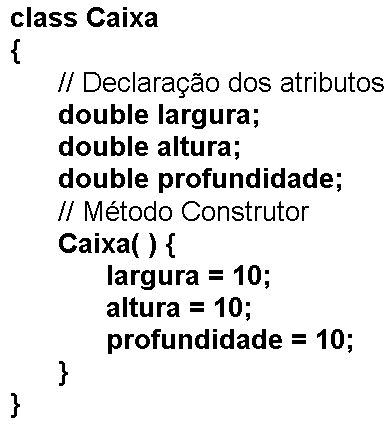 class Caixa
{
// Declaração dos atributos
double largura;
double altura;
double profundidade;
// Método Construtor
Caixa( ) {
largura = 10;
altura = 10;
profundidade = 10;
}
}